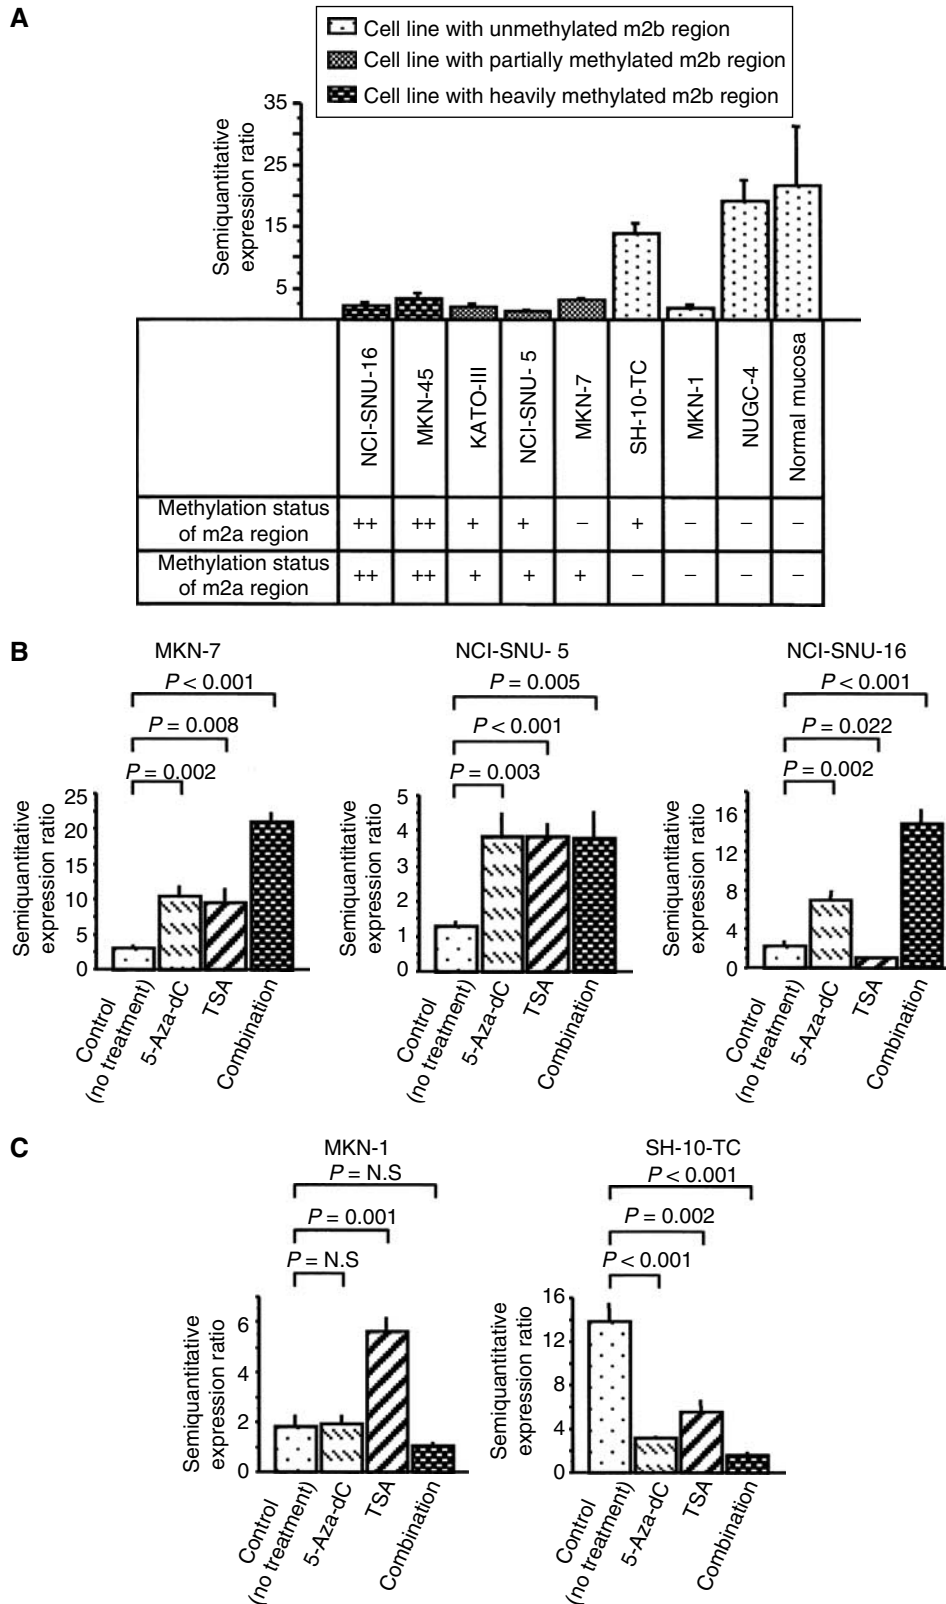 A
Cell line with unmethylated m2b region
Cell line with partially methylated m2b region
Cell line with heavily methylated m2b region
Semiquantitative
expression ratio
35
25
15
5
NCI-SNU-16
MKN-45
KATO-III
NCI-SNU- 5
MKN-7
SH-10-TC
MKN-1
NUGC-4
Normal mucosa
Methylation status
of m2a region
++ ++ + + – + – – –
Methylation status
of m2a region
++ ++ + + + – – – –
B
MKN-7
P < 0.001
P = 0.008
P = 0.002
Semiquantitative
expression ratio
25
20
15
10
5
0
Control
(no treatment)
5-Aza-dC
TSA
Combination
NCI-SNU- 5
P = 0.005
P < 0.001
P = 0.003
Semiquantitative
expression ratio
5
4
3
2
1
0
Control
(no treatment)
5-Aza-dC
TSA
Combination
NCI-SNU-16
P < 0.001
P = 0.022
P = 0.002
Semiquantitative
expression ratio
16
12
8
4
0
Control
(no treatment)
5-Aza-dC
TSA
Combination
C
MKN-1
P = N.S
P = 0.001
P = N.S
Semiquantitative
expression ratio
6
4
2
0
Control
(no treatment)
5-Aza-dC
TSA
Combination
SH-10-TC
P < 0.001
P = 0.002
P < 0.001
Semiquantitative
expression ratio
16
12
8
4
0
Control
(no treatment)
5-Aza-dC
TSA
Combination